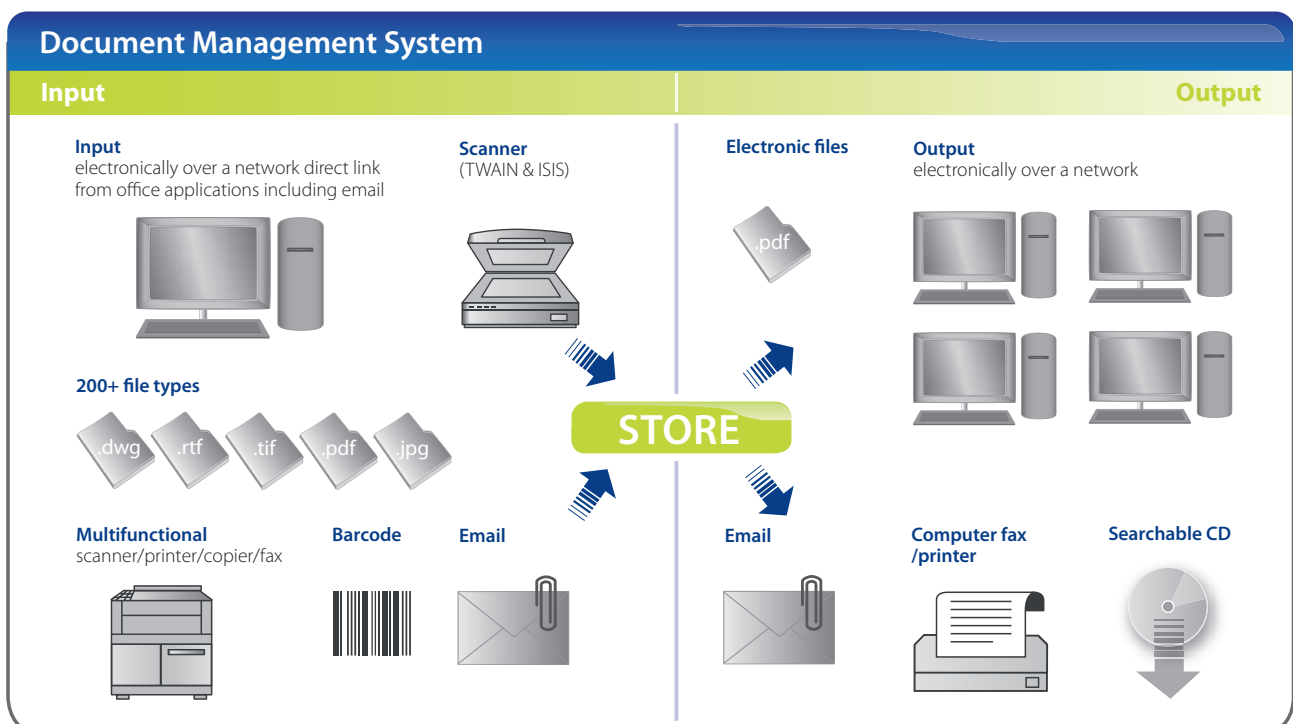 Document Management System
Input
Output
Input
electronically over a network direct link
from office applications including email
Scanner
(TWAIN & ISIS)
Electronic files
Output
electronically over a network
.pdf
200+ file types
.dwg
.rtf
.tif
.pdf
.jpg
STORE
Multifunctional
scanner/printer/copier/fax
Barcode
Email
Email
Computer fax
/printer
Searchable CD